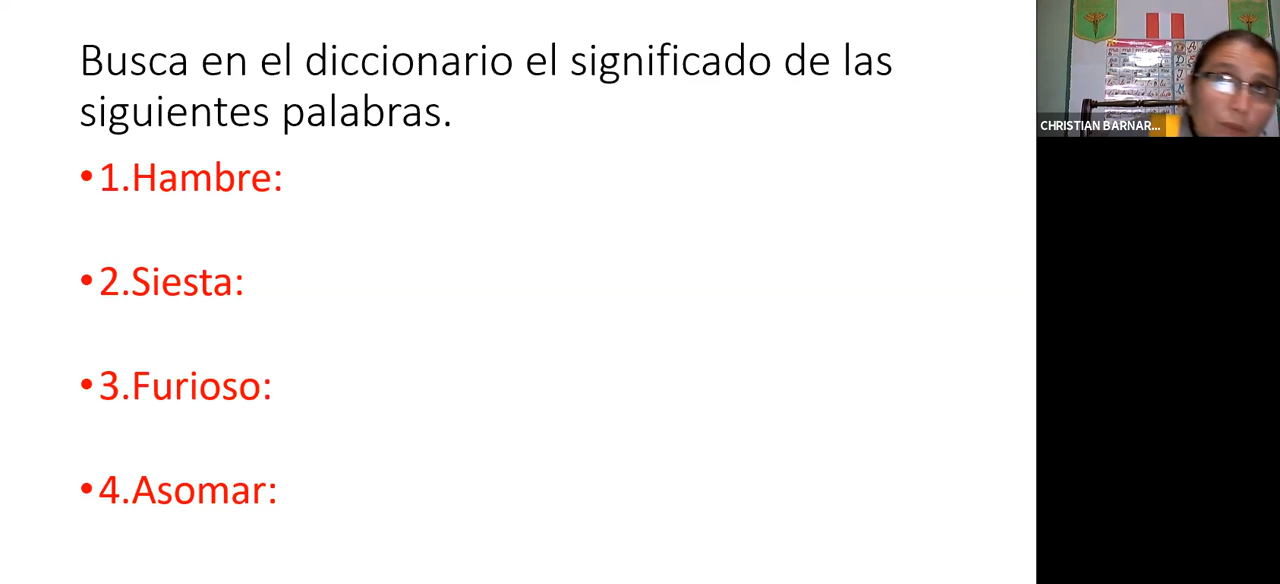 Busca en el diccionario el significado de las
siguientes palabras.
•1.Hambre:
•2.Siesta:
•3.Furioso:
•4.Asomar:
CHRISTIAN BARNAR...